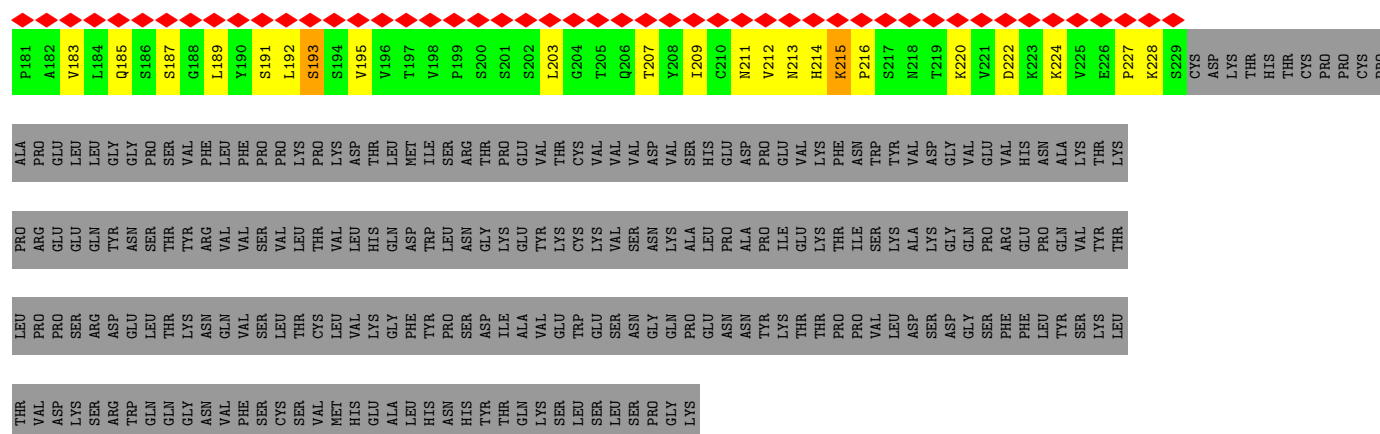 P181 A182 V183 L184 Q185 S186 S187 G188 L189 Y190 S191 L192 S193 S194 V195 V196 T197 V198 P199 S200 S201 S202 L203 G204 T205 Q206 T207 Y208 I209 C210 N211 V212 N213 H214 K215 P216 S217 N218 T219 K220 V221 D222 K223 K224 V225 E226 P227 K228 S229 CYS ASP LYS THR HIS THR CYS PRO PRO CYS PRO
ALA PRO GLU LEU LEU GLY GLY PRO SER VAL PHE LEU PHE PRO PRO LYS PRO LYS ASP THR LEU MET ILE SER ARG THR PRO GLU VAL THR CYS VAL VAL VAL ASP VAL SER HIS GLU ASP PRO GLU VAL LYS PHE ASN TRP TYR VAL ASP GLY VAL GLU VAL HIS ASN ALA LYS THR LYS
PRO ARG GLU GLU GLN TYR ASN SER THR TYR ARG VAL VAL SER VAL LEU THR VAL LEU HIS GLN ASP TRP LEU ASN GLY LYS GLU TYR LYS CYS LYS VAL SER ASN LYS ALA LEU PRO ALA PRO ILE GLU LYS THR ILE SER LYS ALA LYS GLY GLN PRO ARG GLU PRO GLN VAL TYR THR
LEU PRO PRO SER ARG ASP GLU LEU THR LYS ASN GLN VAL SER LEU THR CYS LEU VAL LYS GLY PHE TYR PRO SER ASP ILE ALA VAL GLU TRP GLU SER ASN GLY GLN PRO GLU ASN ASN TYR LYS THR THR PRO PRO VAL LEU ASP SER ASP GLY SER PHE PHE LEU TYR SER LYS LEU
THR VAL ASP LYS SER ARG TRP GLN GLN GLY ASN VAL PHE SER CYS SER VAL MET HIS GLU ALA LEU HIS ASN HIS TYR THR GLN LYS SER LEU SER LEU SER PRO GLY LYS